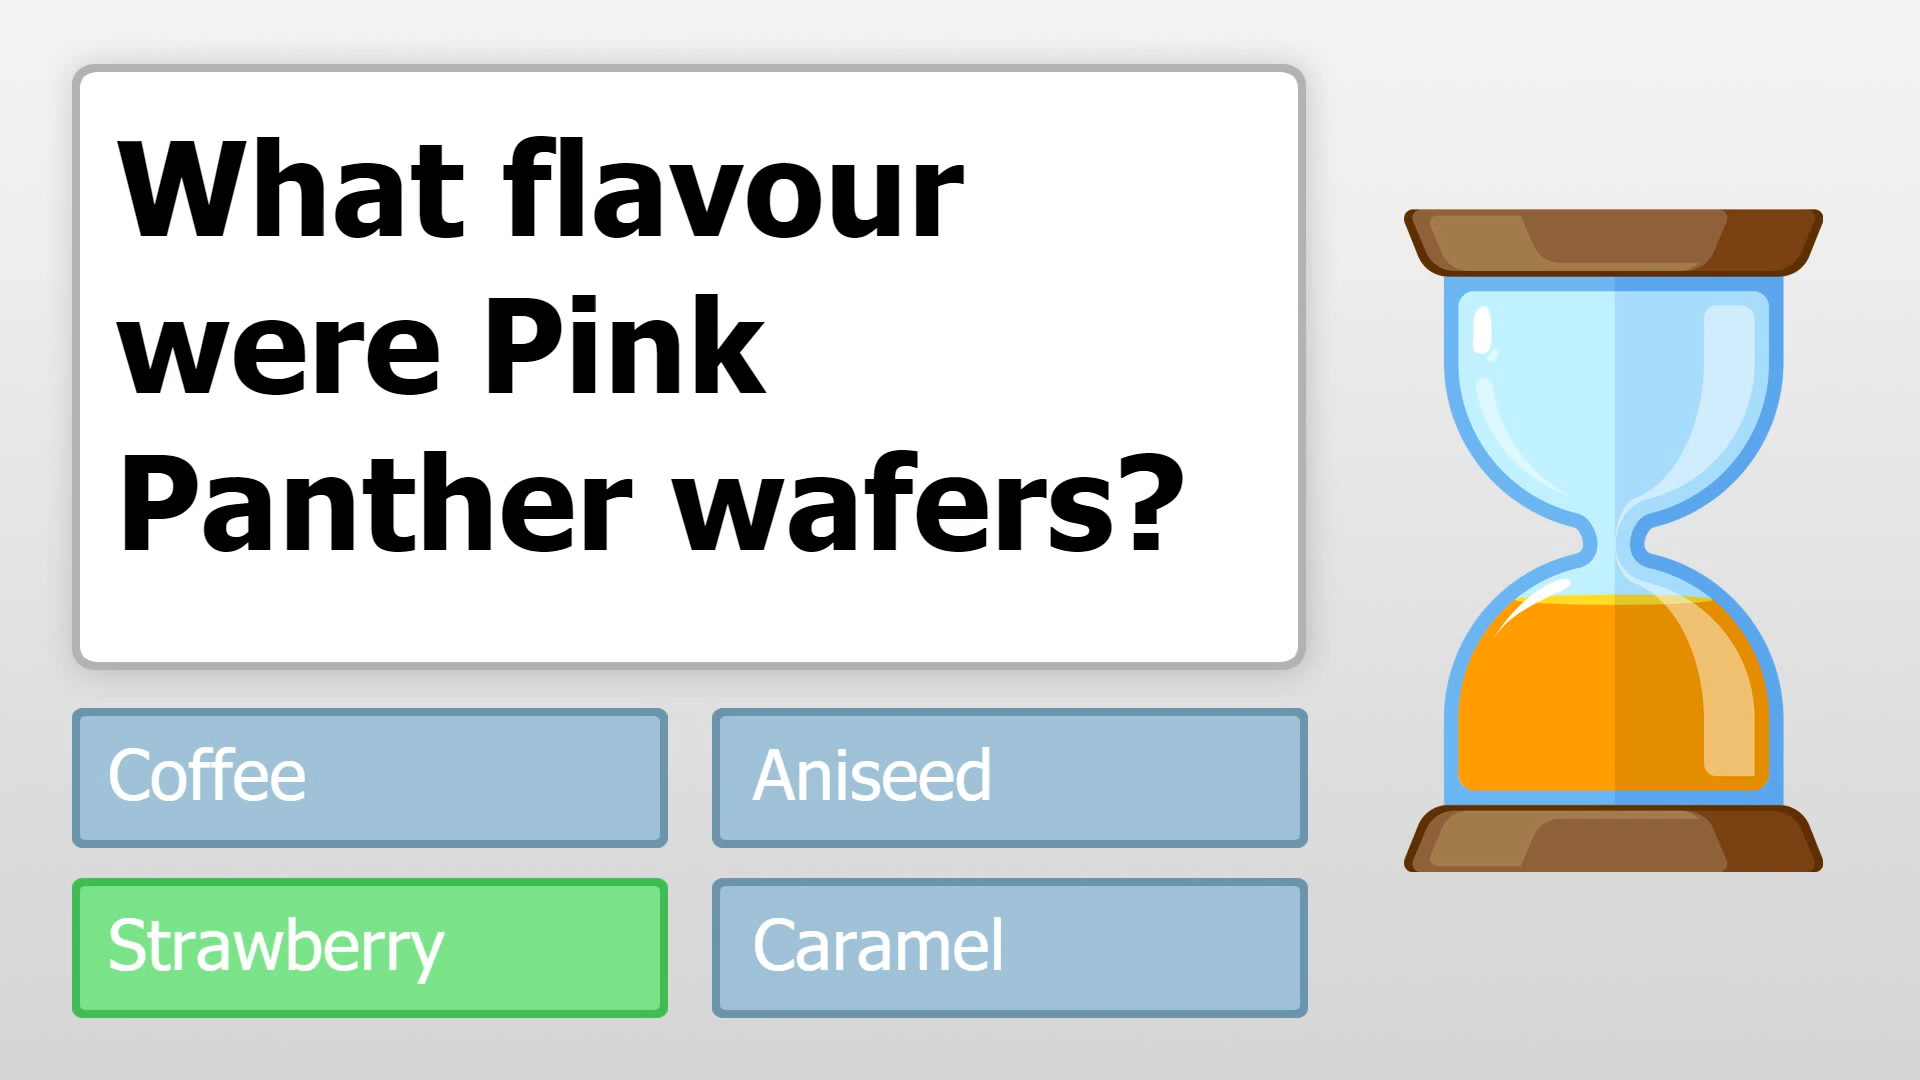 What flavour
were Pink
Panther wafers?
Coffee
Aniseed
Strawberry
Caramel